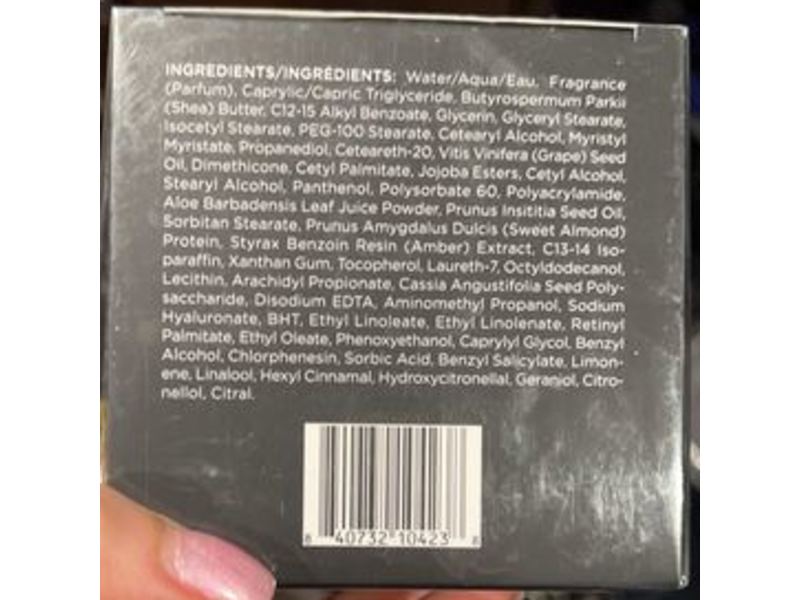 INGREDIENTS/INGRÉDIENTS: Water/Aqua/Eau, Fragrance
(Parfum), Caprylic/Capric Triglyceride, Butyrospermum Parkii
(Shea) Butter, C12-15 Alkyl Benzoate, Glycerin, Glyceryl Stearate,
Isocetyl Stearate, PEG-100 Stearate, Cetearyl Alcohol, Myristyl
Myristate, Propanediol, Ceteareth-20, Vitis Vinifera (Grape) Seed
Oil, Dimethicone, Cetyl Palmitate, Jojoba Esters, Cetyl Alcohol,
Stearyl Alcohol, Panthenol, Polysorbate 60, Polyacrylamide,
Aloe Barbadensis Leaf Juice Powder, Prunus Insititia Seed Oil,
Sorbitan Stearate, Prunus Amygdalus Dulcis (Sweet Almond)
Protein, Styrax Benzoin Resin (Amber) Extract, C13-14 Iso-
paraffin, Xanthan Gum, Tocopherol, Laureth-7, Octyldodecanol,
Lecithin, Arachidyl Propionate, Cassia Angustifolia Seed Poly-
saccharide, Disodium EDTA, Aminomethyl Propanol, Sodium
Hyaluronate, BHT, Ethyl Linoleate, Ethyl Linolenate, Retinyl
Palmitate, Ethyl Oleate, Phenoxyethanol, Caprylyl Glycol, Benzyl
Alcohol, Chlorphenesin, Sorbic Acid, Benzyl Salicylate, Limon-
ene, Linalool, Hexyl Cinnamal, Hydroxycitronellal, Geraniol, Citro-
nellol, Citral.
8 40732 10423 8